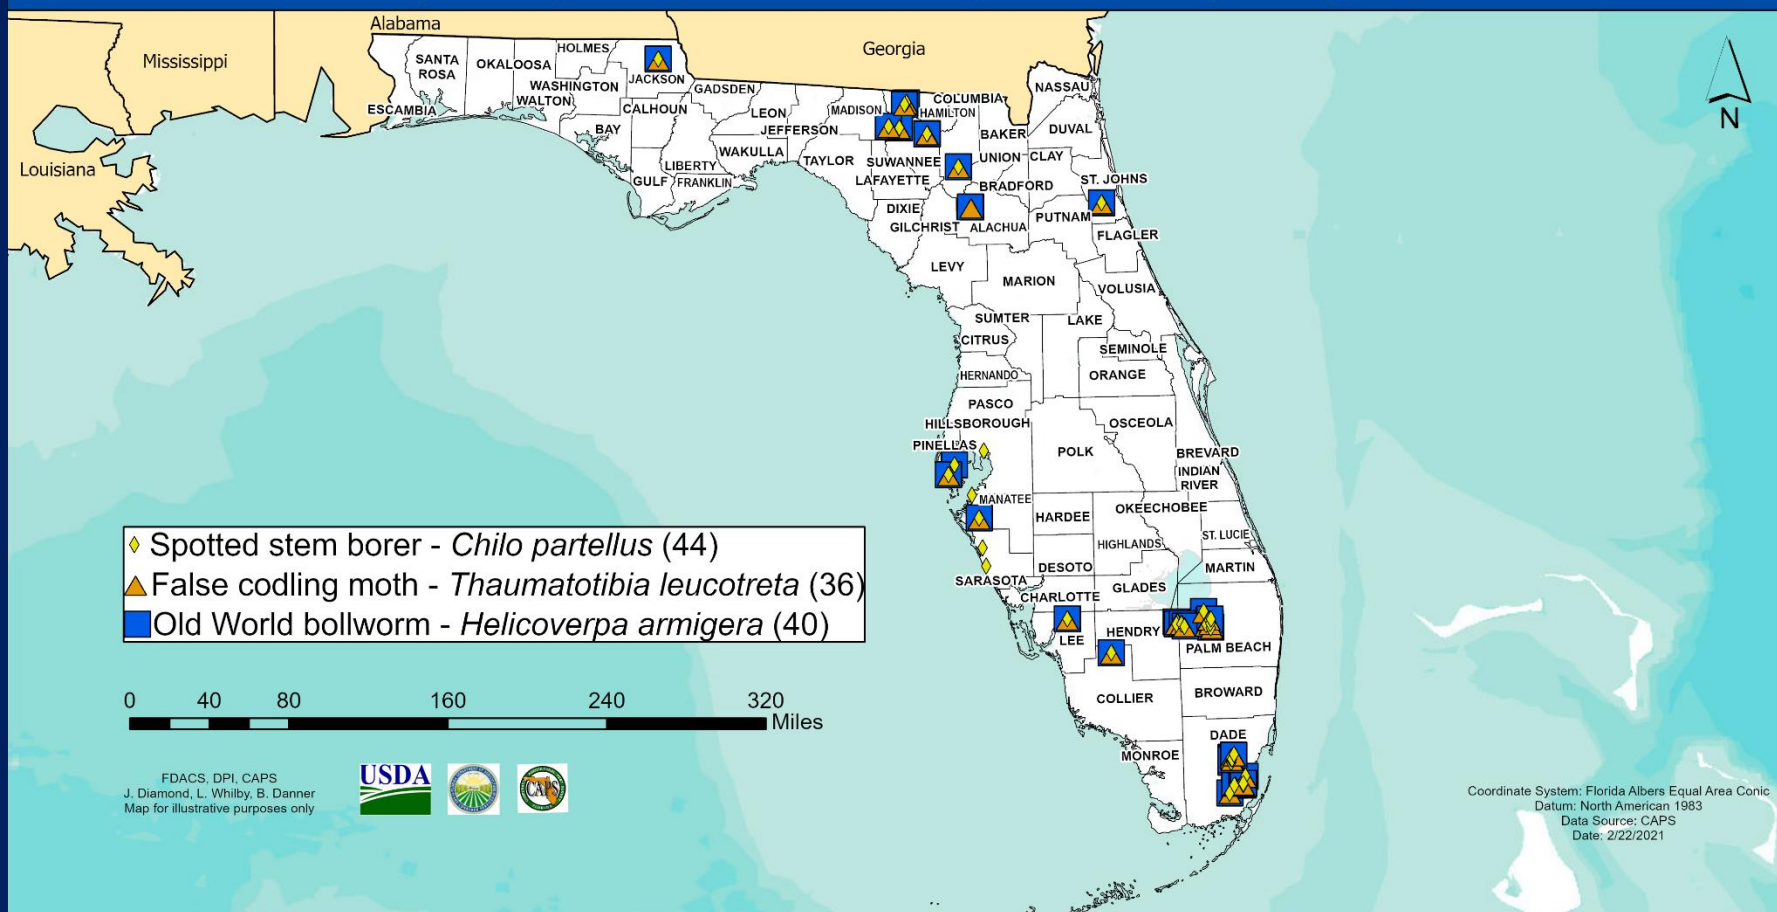 Alabama
Mississippi
Georgia
Louisiana
HOLMES
SANTA
ROSA
OKALOOSA
JACKSON
WASHINGTON
WALTON
GADSDEN
ESCAMBIA
CALHOUN
BAY
LEON
MADISON
COLUMBIA
HAMILTON
NASSAU
JEFFERSON
BAKER
DUVAL
LIBERTY
WAKULLA
TAYLOR
SUWANNEE
UNION
CLAY
GULF
FRANKLIN
LAFAYETTE
BRADFORD
ST. JOHNS
DIXIE
GILCHRIST
ALACHUA
PUTNAM
FLAGLER
LEVY
MARION
VOLUSIA
SUMTER
LAKE
CITRUS
SEMINOLE
HERNANDO
ORANGE
PASCO
HILLSBOROUGH
OSCEOLA
PINELLAS
POLK
BREVARD
INDIAN
RIVER
MANATEE
HARDEE
OKEECHOBEE
HIGHLANDS
ST. LUCIE
SARASOTA
DESOTO
MARTIN
CHARLOTTE
GLADES
LEE
HENDRY
PALM BEACH
COLLIER
BROWARD
MONROE
DADE
N
Spotted stem borer - Chilo partellus (44)
False codling moth - Thaumatotibia leucotreta (36)
Old World bollworm - Helicoverpa armigera (40)
0 40 80 160 240 320
Miles
FDACS, DPI, CAPS
J. Diamond, L. Whilby, B. Danner
Map for illustrative purposes only
USDA
CAPS
Coordinate System: Florida Albers Equal Area Conic
Datum: North American 1983
Data Source: CAPS
Date: 2/22/2021